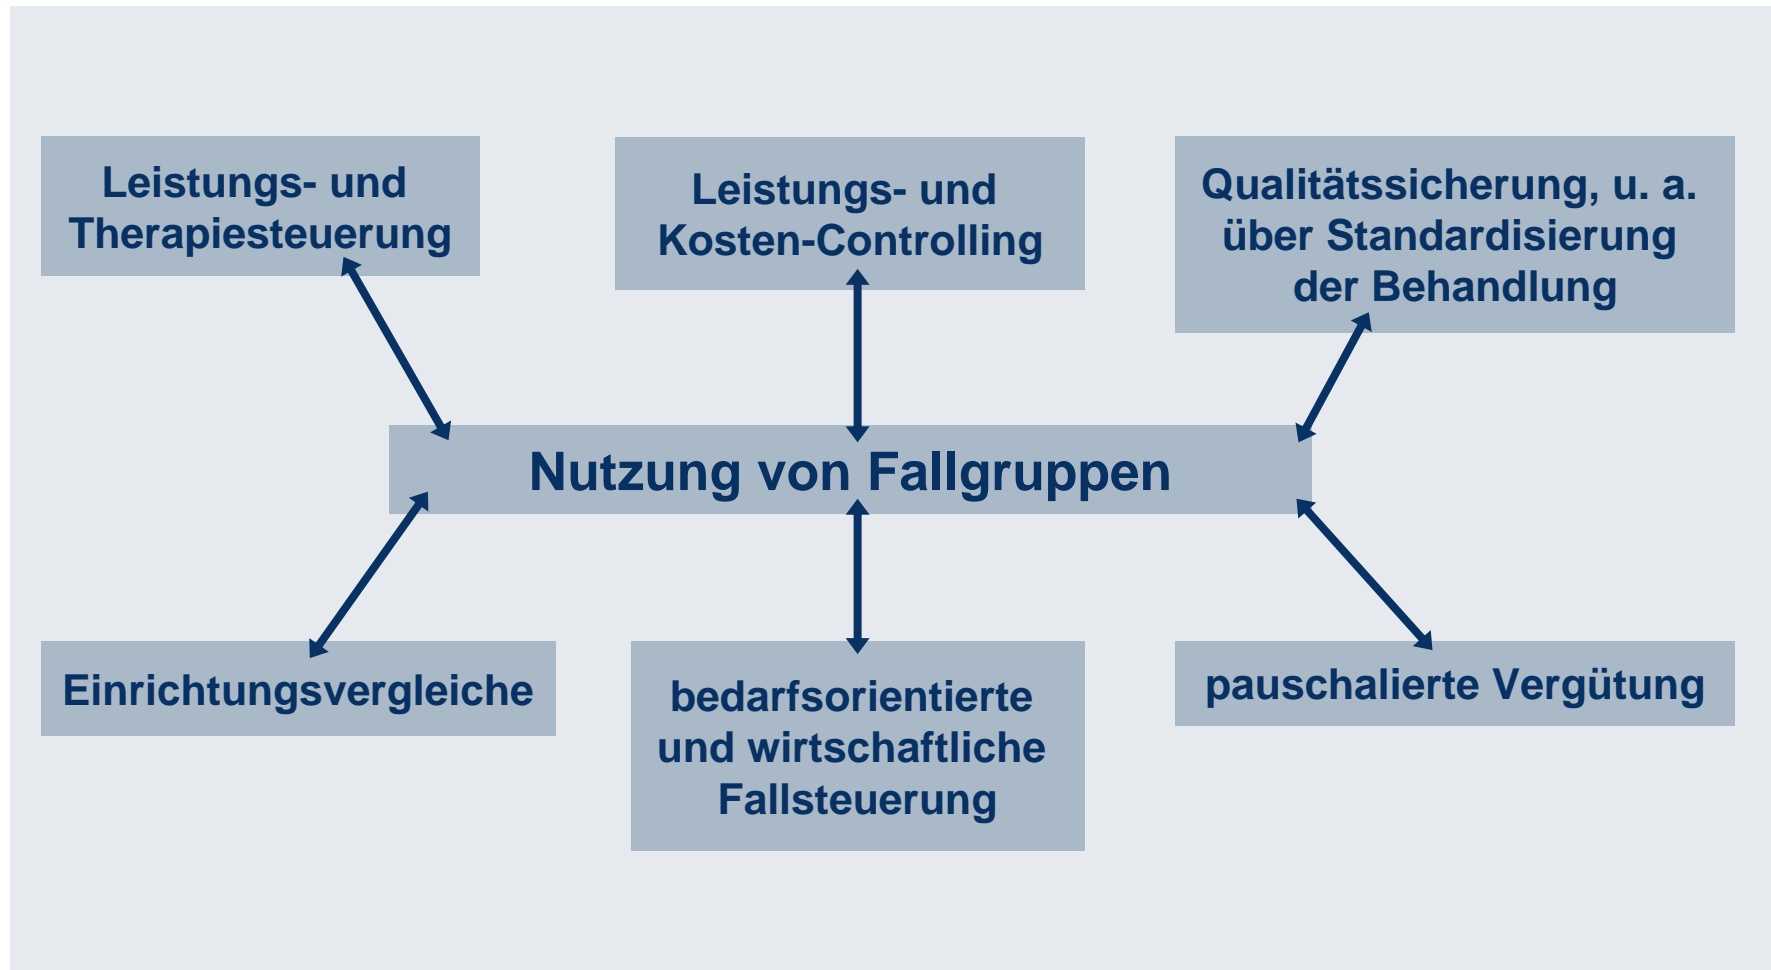 Leistungs- und
Therapiesteuerung
Leistungs- und
Kosten-Controlling
Qualitätssicherung, u. a.
über Standardisierung
der Behandlung
Nutzung von Fallgruppen
Einrichtungsvergleiche
bedarfsorientierte
und wirtschaftliche
Fallsteuerung
pauschalierte Vergütung